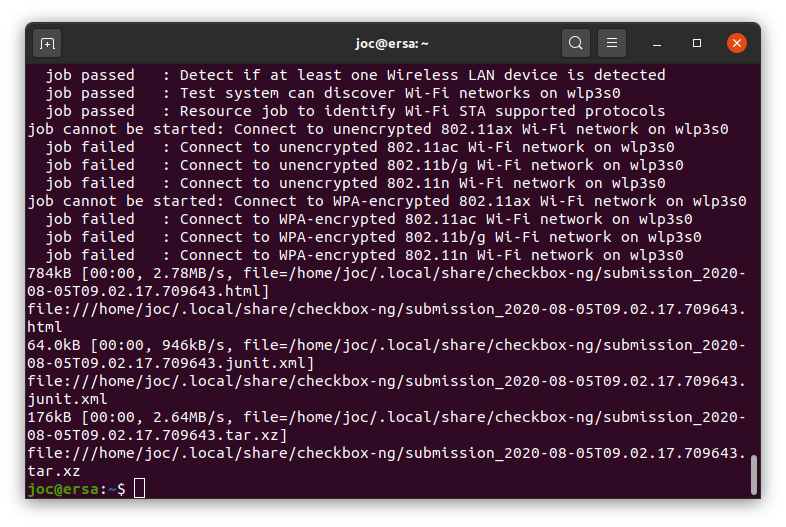 joc@ersa: ~
job passed   : Detect if at least one Wireless LAN device is detected
job passed   : Test system can discover Wi-Fi networks on wlp3s0
job passed   : Resource job to identify Wi-Fi STA supported protocols
job cannot be started: Connect to unencrypted 802.11ax Wi-Fi network on wlp3s0
job failed   : Connect to unencrypted 802.11ac Wi-Fi network on wlp3s0
job failed   : Connect to unencrypted 802.11b/g Wi-Fi network on wlp3s0
job failed   : Connect to unencrypted 802.11n Wi-Fi network on wlp3s0
job cannot be started: Connect to WPA-encrypted 802.11ax Wi-Fi network on wlp3s0
job failed   : Connect to WPA-encrypted 802.11ac Wi-Fi network on wlp3s0
job failed   : Connect to WPA-encrypted 802.11b/g Wi-Fi network on wlp3s0
job failed   : Connect to WPA-encrypted 802.11n Wi-Fi network on wlp3s0
784kB [00:00, 2.78MB/s, file=/home/joc/.local/share/checkbox-ng/submission_2020-
08-05T09.02.17.709643.html]
file:///home/joc/.local/share/checkbox-ng/submission_2020-08-05T09.02.17.709643.
html
64.0kB [00:00, 946kB/s, file=/home/joc/.local/share/checkbox-ng/submission_2020-
08-05T09.02.17.709643.junit.xml]
file:///home/joc/.local/share/checkbox-ng/submission_2020-08-05T09.02.17.709643.
junit.xml
176kB [00:00, 2.64MB/s, file=/home/joc/.local/share/checkbox-ng/submission_2020-
08-05T09.02.17.709643.tar.xz]
file:///home/joc/.local/share/checkbox-ng/submission_2020-08-05T09.02.17.709643.
tar.xz
joc@ersa:~$